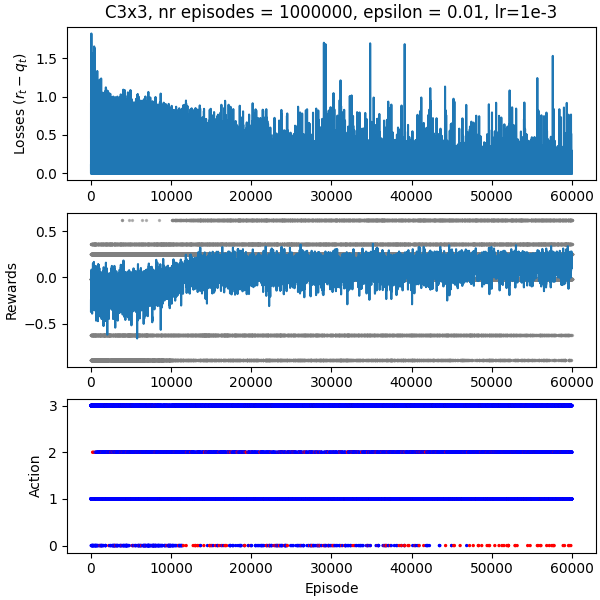 C3x3, nr episodes = 1000000, epsilon = 0.01, lr=1e-3
Losses (r_t − q_t)
1.5
1.0
0.5
0.0
0 10000 20000 30000 40000 50000 60000
Rewards
0.5
0.0
−0.5
0 10000 20000 30000 40000 50000 60000
Action
3
2
1
0
0 10000 20000 30000 40000 50000 60000
Episode